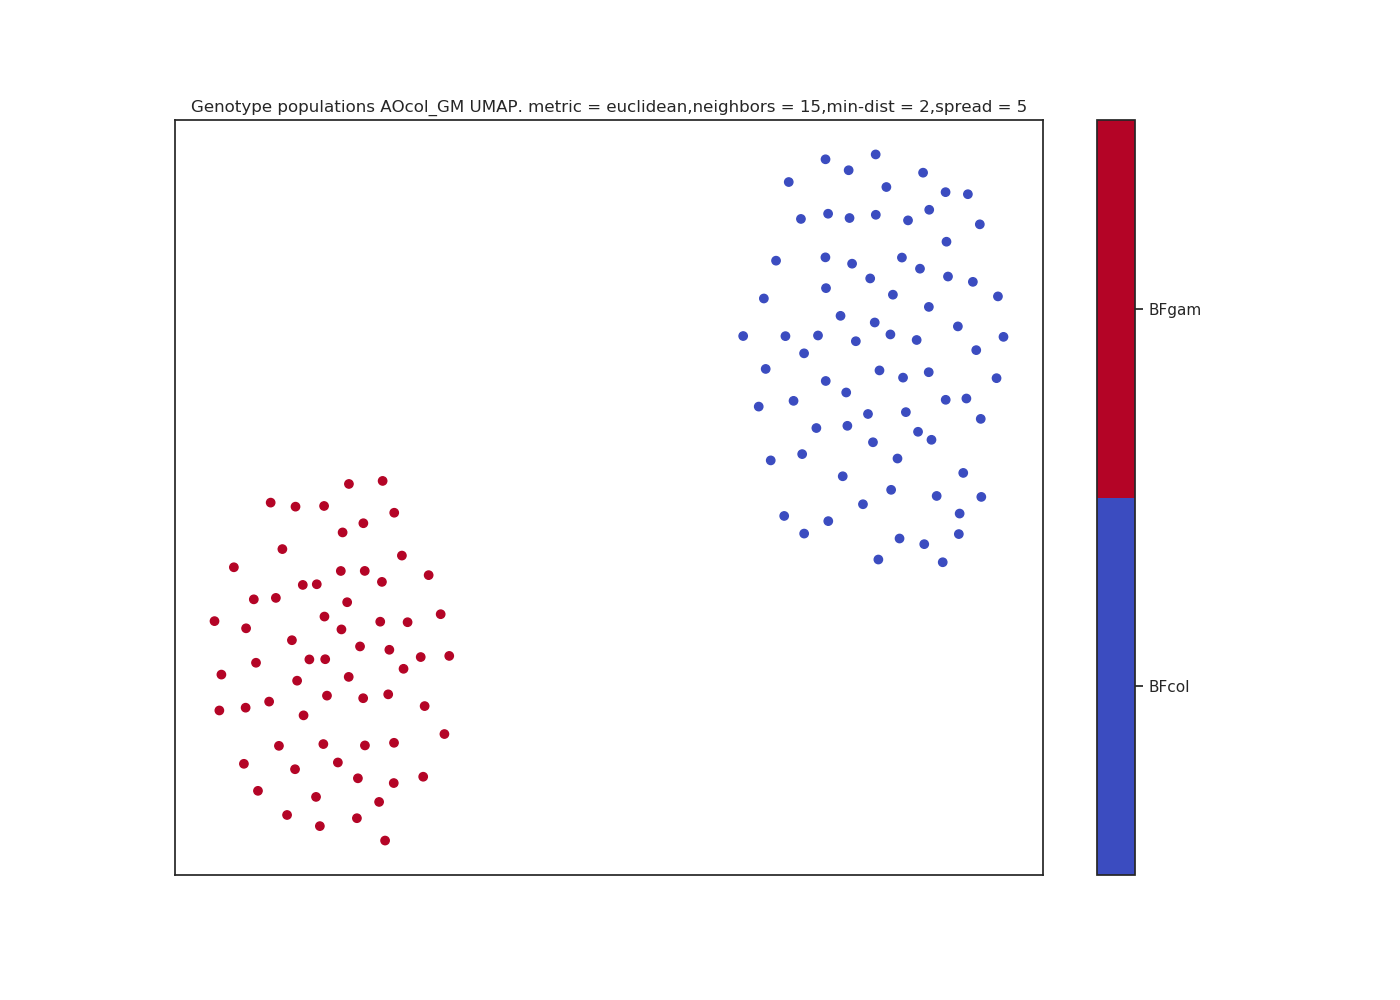 Genotype populations AOcol_GM UMAP. metric = euclidean,neighbors = 15,min-dist = 2,spread = 5
BFgam
BFcol